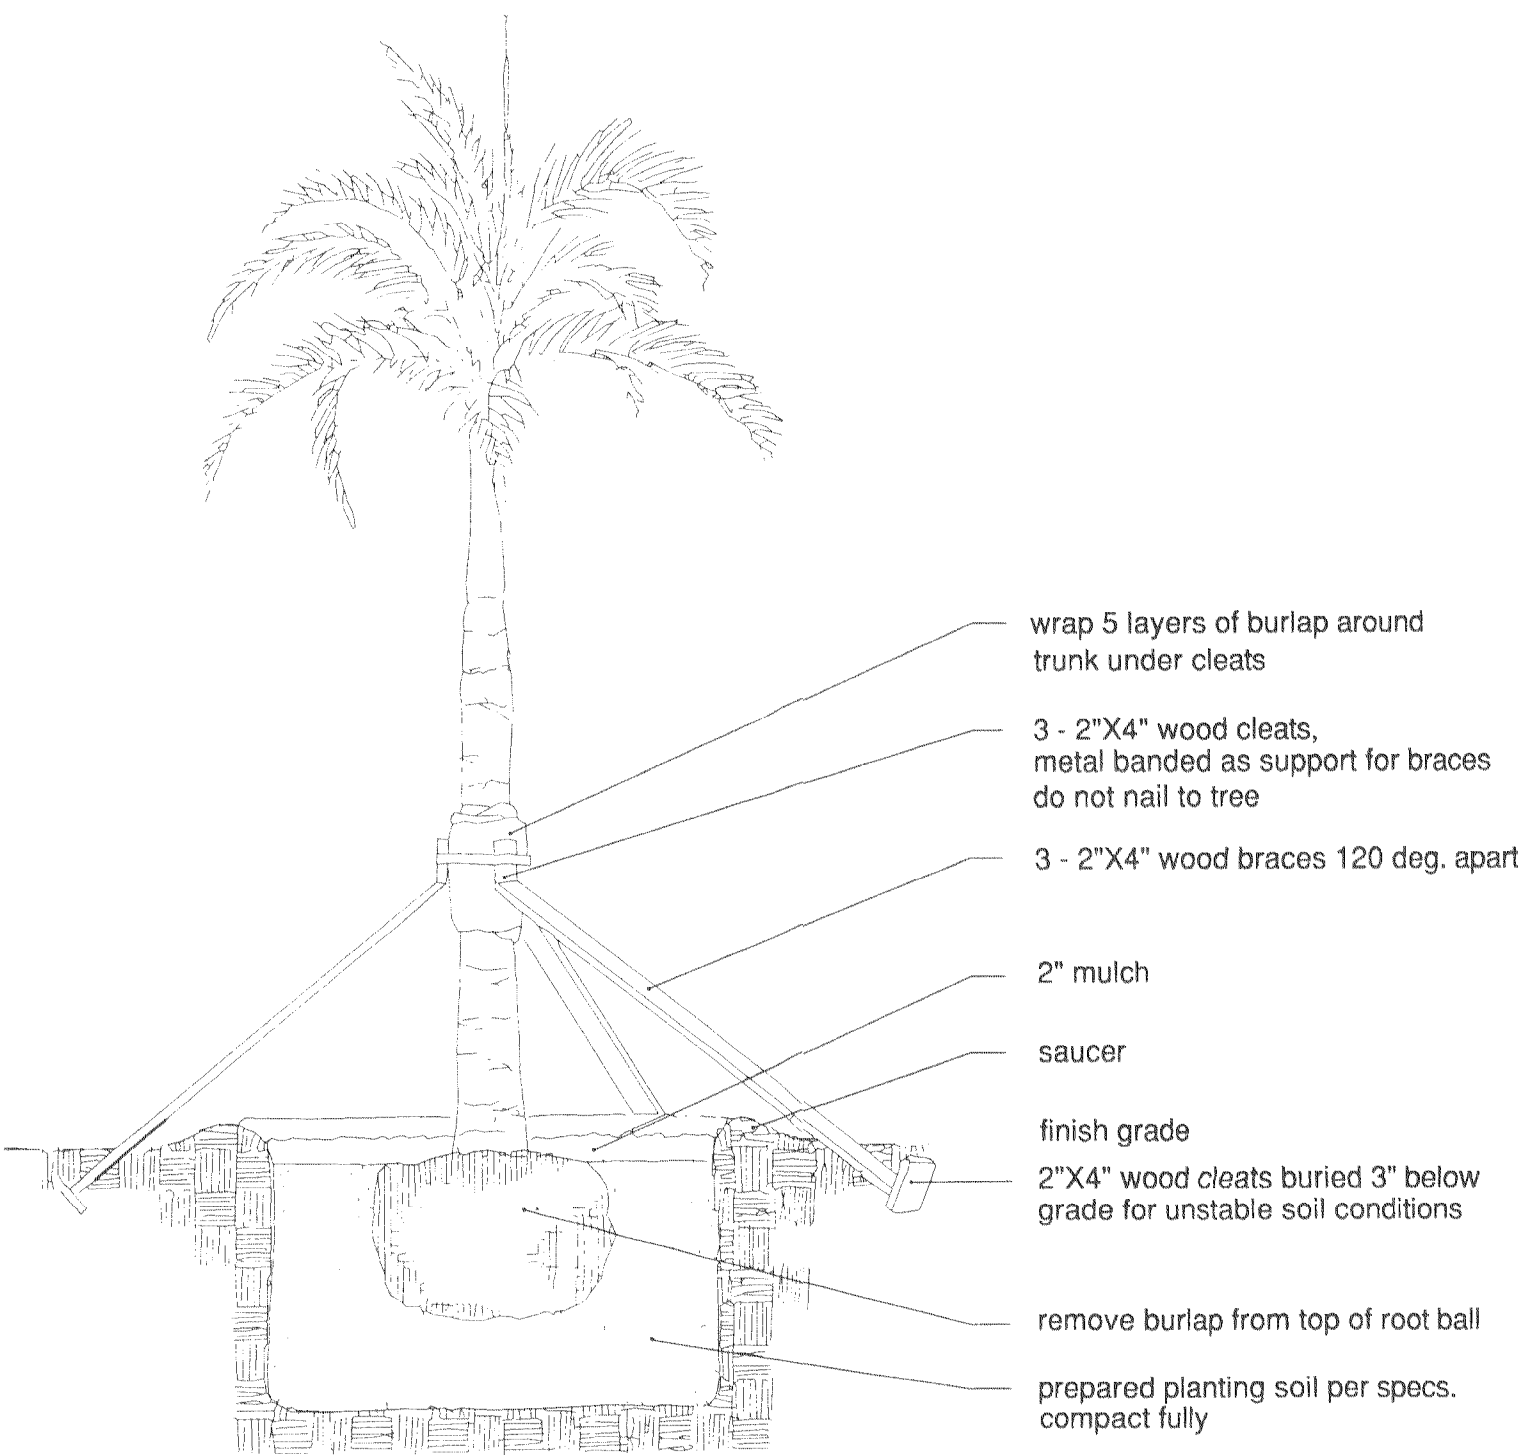 wrap 5 layers of burlap around
trunk under cleats
3 - 2"X4" wood cleats,
metal banded as support for braces
do not nail to tree
3 - 2"X4" wood braces 120 deg. apart
2" mulch
saucer
finish grade
2"X4" wood cleats buried 3" below
grade for unstable soil conditions
remove burlap from top of root ball
prepared planting soil per specs.
compact fully